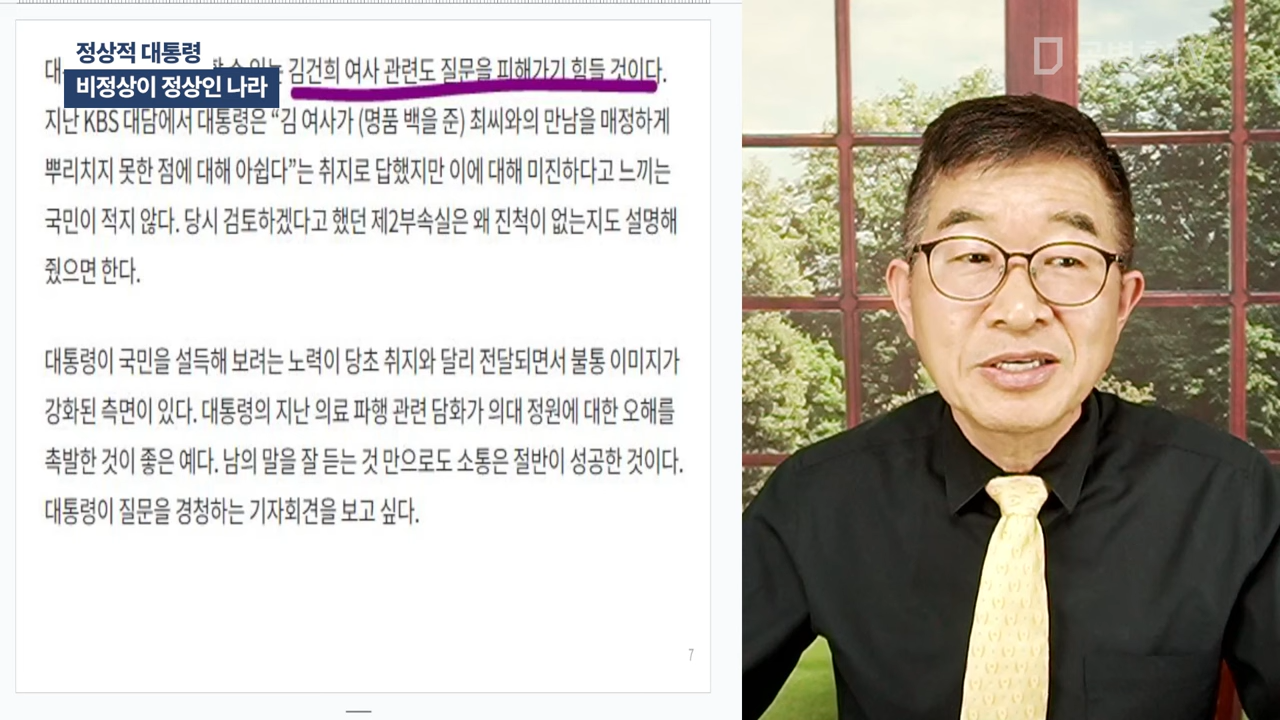 정상적 대통령
비정상이 정상인 나라
김건희 여사 관련도 질문을 피해가기 힘들 것이다.
지난 KBS 대담에서 대통령은 “김 여사가 (명품 백을 준) 최씨와의 만남을 매정하게
뿌리치지 못한 점에 대해 아쉽다”는 취지로 답했지만 이에 대해 미진하다고 느끼는
국민이 적지 않다. 당시 검토하겠다고 했던 제2부속실은 왜 진척이 없는지도 설명해
줬으면 한다.
대통령이 국민을 설득해 보려는 노력이 당초 취지와 달리 전달되면서 불통 이미지가
강화된 측면이 있다. 대통령의 지난 의료 파행 관련 담화가 의대 정원에 대한 오해를
촉발한 것이 좋은 예다. 남의 말을 잘 듣는 것 만으로도 소통은 절반이 성공한 것이다.
대통령이 질문을 경청하는 기자회견을 보고 싶다.
7